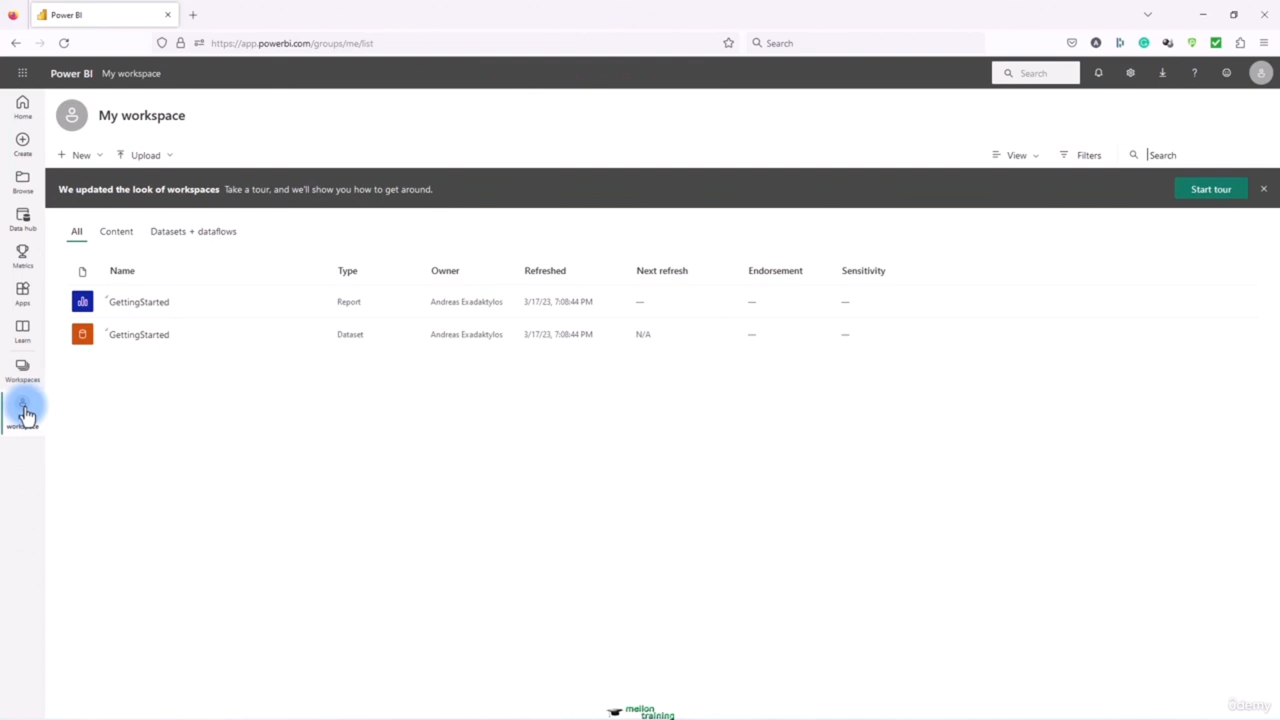 Power BI
https://app.powerbi.com/groups/me/list
Search
Power BI My workspace
Search
Home
Create
Browse
Data hub
Metrics
Apps
Learn
Workspaces
workspace
My workspace
New Upload View Filters Search
We updated the look of workspaces Take a tour, and we'll show you how to get around. Start tour
All Content Datasets + dataflows
Name Type Owner Refreshed Next refresh Endorsement Sensitivity
GettingStarted Report Andreas Exadaktylos 3/17/23, 7:08:44 PM — — —
GettingStarted Dataset Andreas Exadaktylos 3/17/23, 7:08:44 PM N/A — —
mellon
training
ûdemy